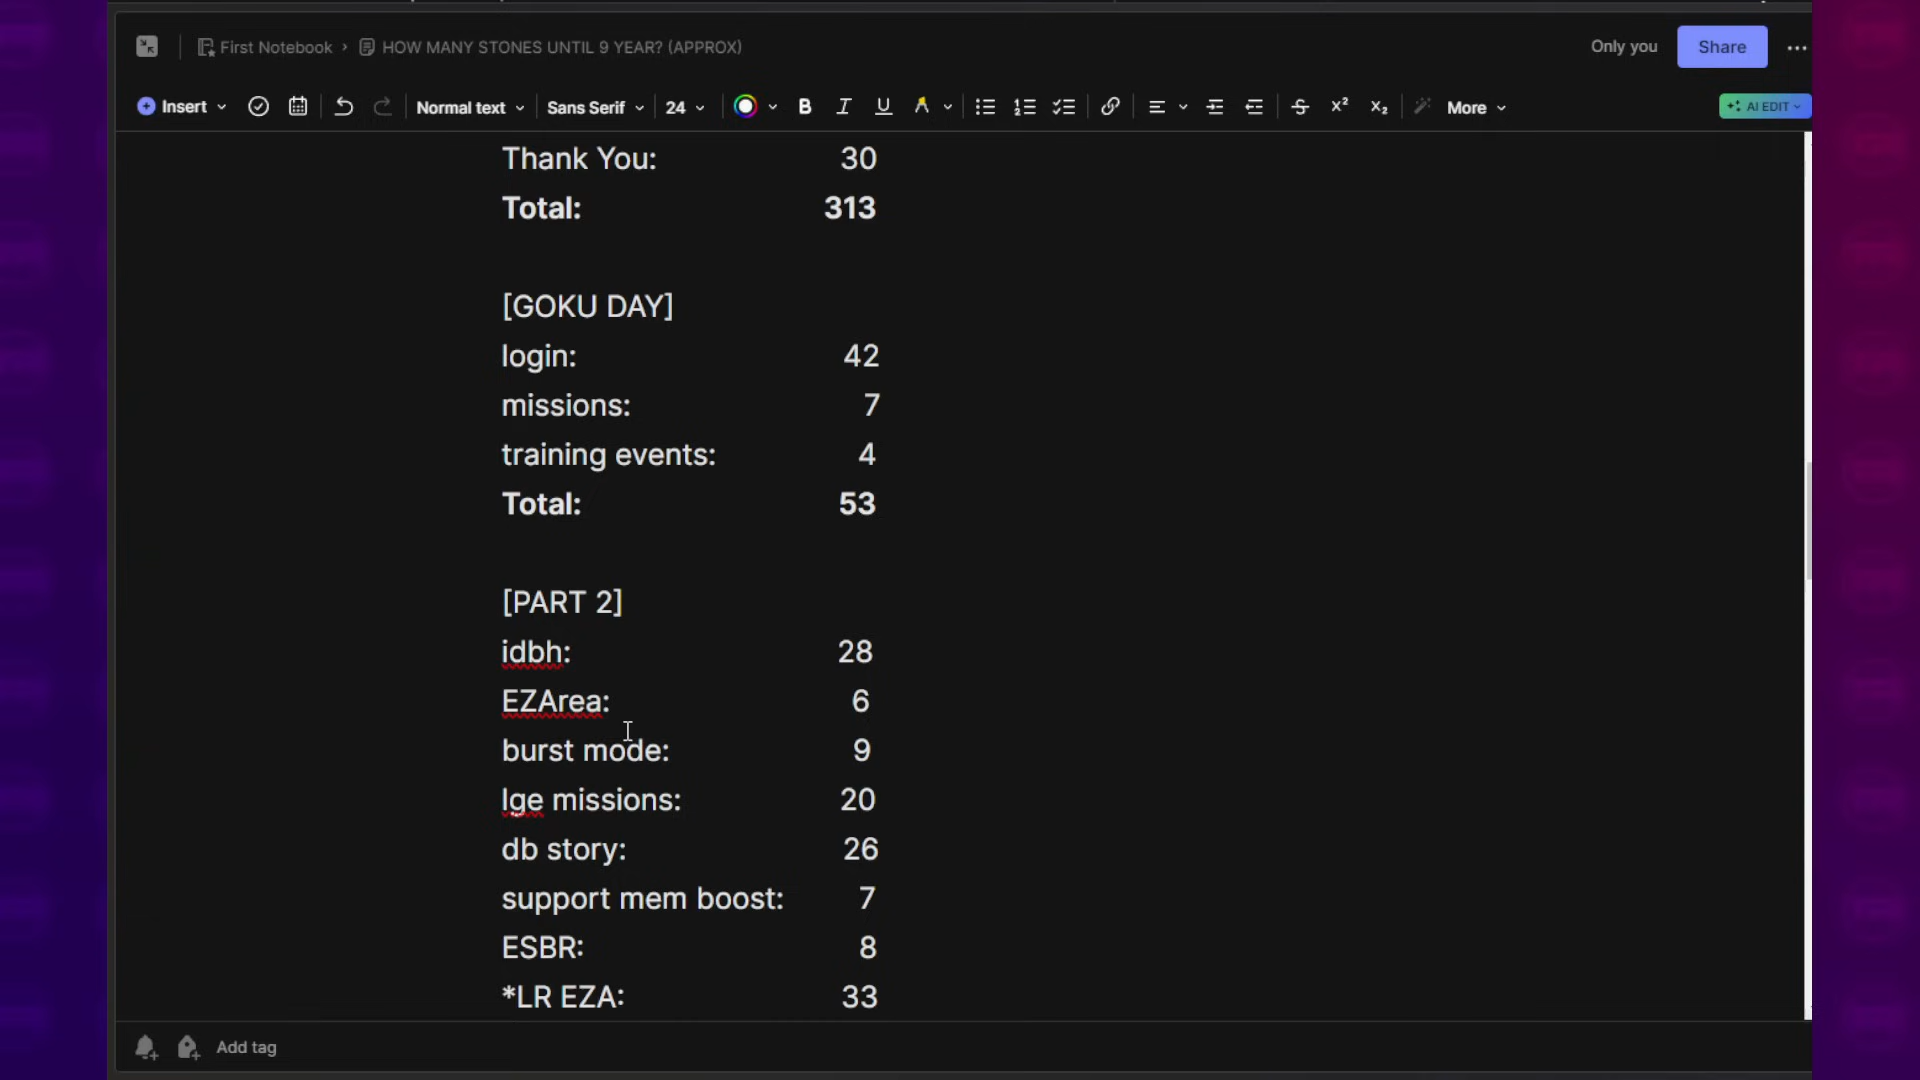 First Notebook › HOW MANY STONES UNTIL 9 YEAR? (APPROX) Only you Share
Insert Normal text Sans Serif 24 B I U More AI EDIT
Thank You: 30
Total: 313
[GOKU DAY]
login: 42
missions: 7
training events: 4
Total: 53
[PART 2]
idbh: 28
EZArea: 6
burst mode: 9
lge missions: 20
db story: 26
support mem boost: 7
ESBR: 8
*LR EZA: 33
Add tag